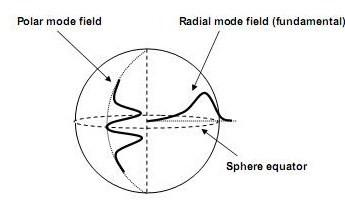 Polar mode field
Radial mode field (fundamental)
Sphere equator